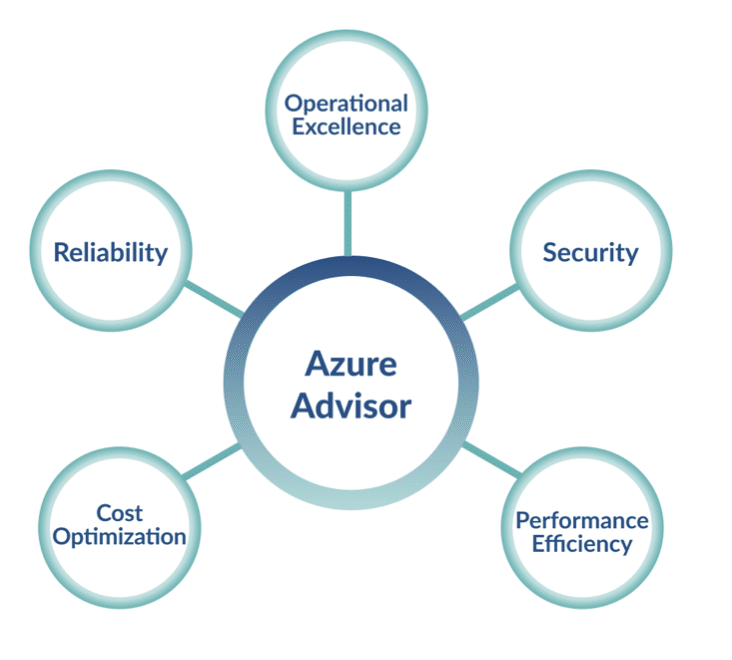 Operational
Excellence
Reliability
Security
Azure
Advisor
Cost
Optimization
Performance
Efficiency